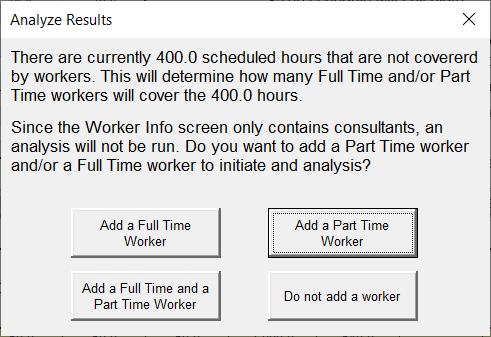 Analyze Results
There are currently 400.0 scheduled hours that are not covererd
by workers. This will determine how many Full Time and/or Part
Time workers will cover the 400.0 hours.
Since the Worker Info screen only contains consultants, an
analysis will not be run. Do you want to add a Part Time worker
and/or a Full Time worker to initiate and analysis?
Add a Full Time
Worker
Add a Part Time
Worker
Add a Full Time and a
Part Time Worker
Do not add a worker